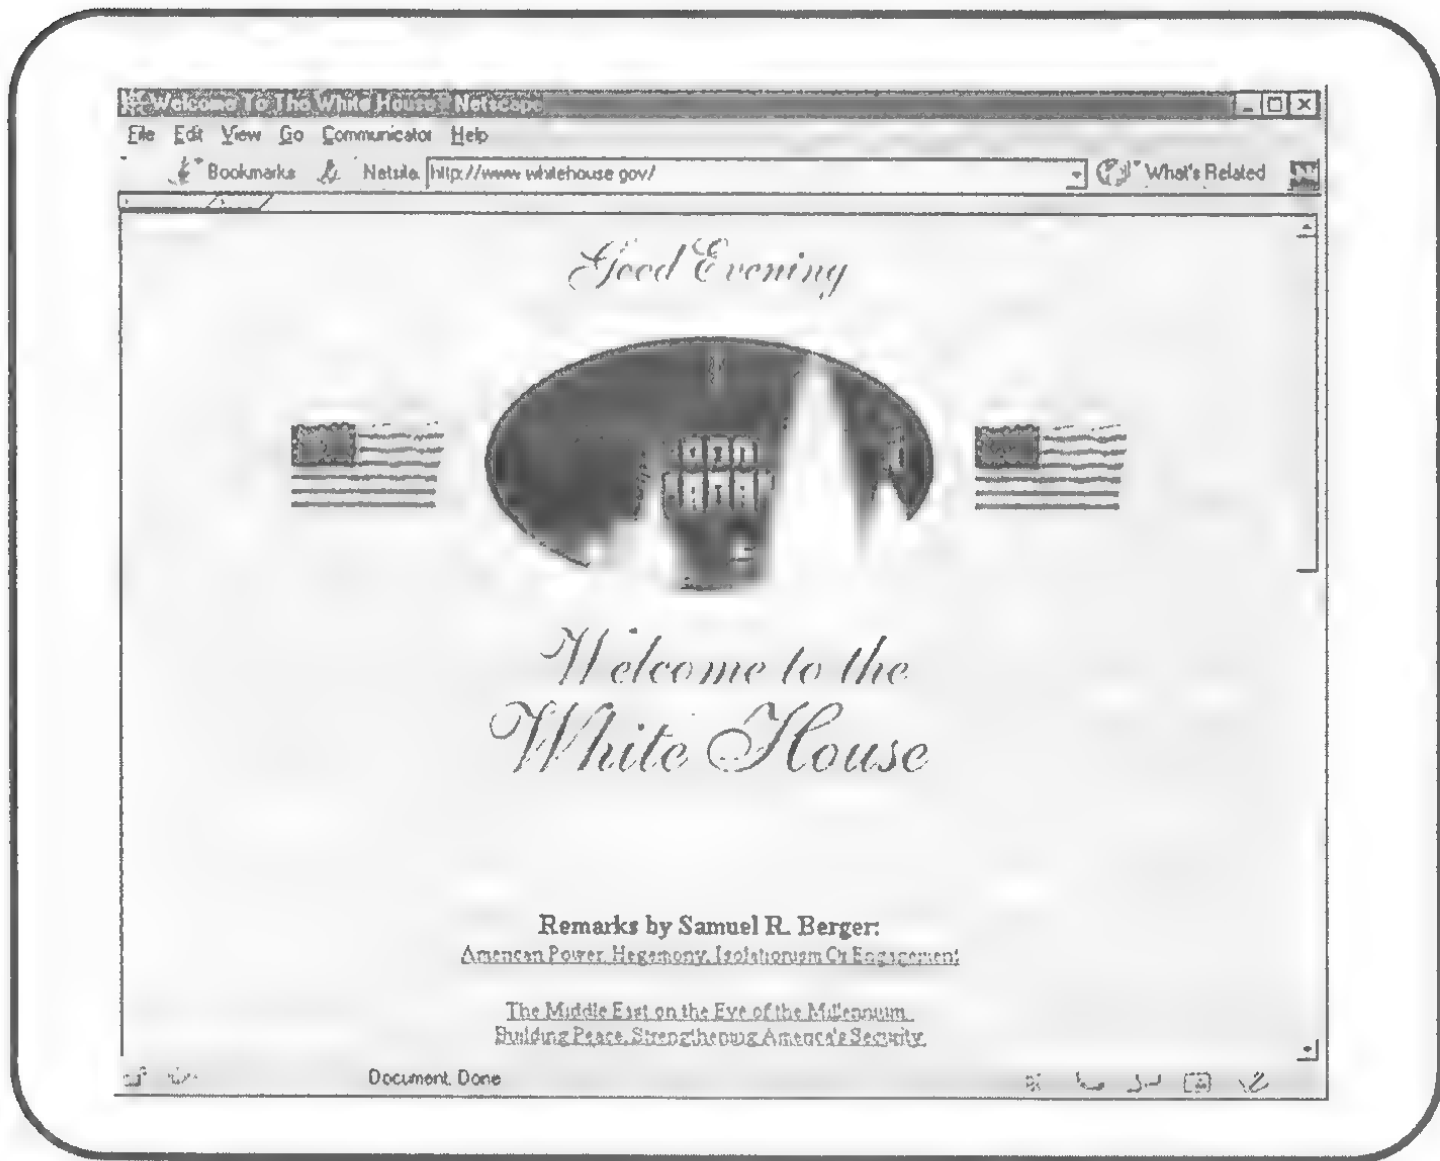 Welcome To The White House - Netscape
File Edit View Go Communicator Help
Bookmarks Netsite: http://www.whitehouse.gov/ What's Related
Good Evening
Welcome to the
White House
Remarks by Samuel R. Berger:
American Power, Hegemony, Isolationism Or Engagement
The Middle East on the Eve of the Millennium
Building Peace, Strengthening America's Security
Document: Done